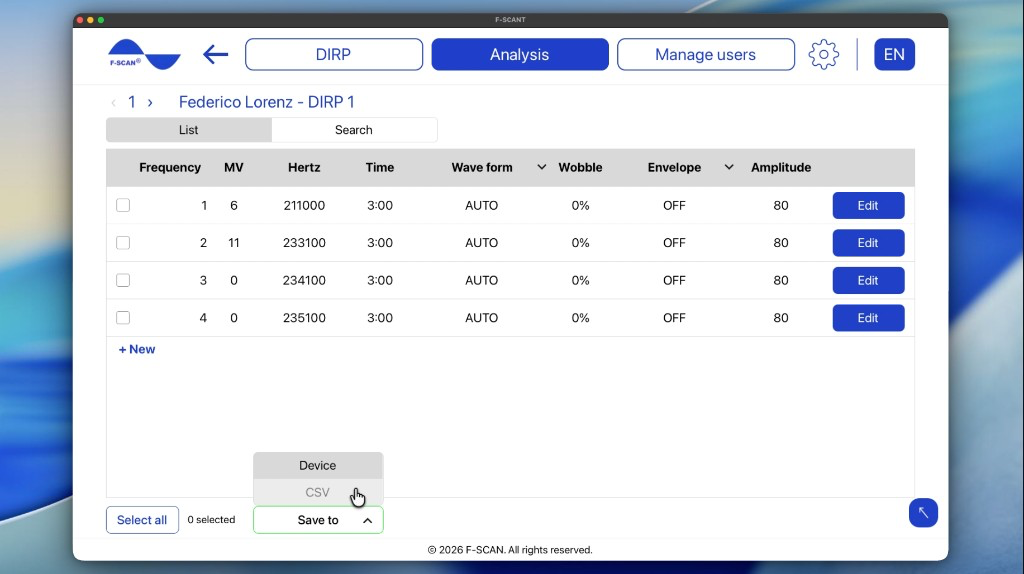 F-SCANT
F-SCAN®
DIRP
Analysis
Manage users
EN
‹ 1 › Federico Lorenz - DIRP 1
List Search
Frequency MV Hertz Time Wave form Wobble Envelope Amplitude
1 6 211000 3:00 AUTO 0% OFF 80 Edit
2 11 233100 3:00 AUTO 0% OFF 80 Edit
3 0 234100 3:00 AUTO 0% OFF 80 Edit
4 0 235100 3:00 AUTO 0% OFF 80 Edit
+ New
Device
CSV
Select all 0 selected Save to
© 2026 F-SCAN. All rights reserved.